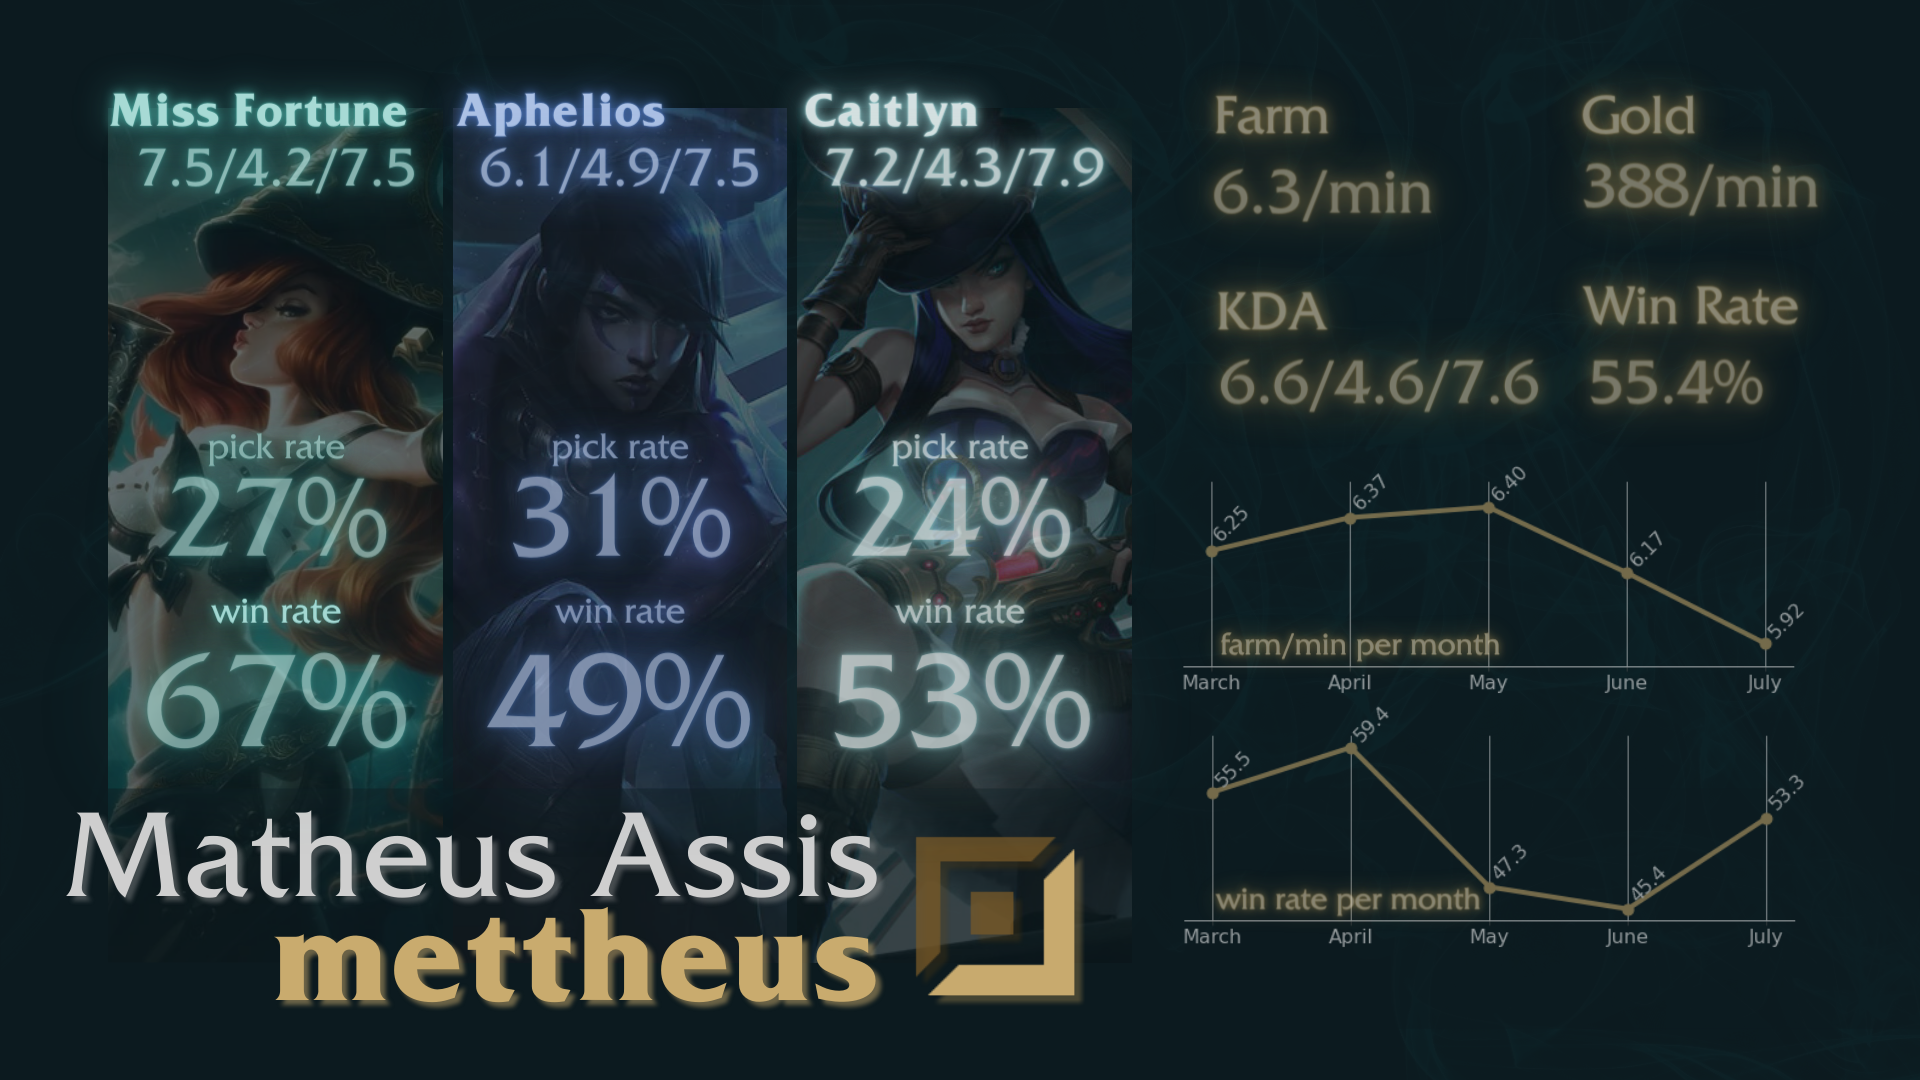 Miss Fortune
7.5/4.2/7.5
pick rate
27%
win rate
67%
Aphelios
6.1/4.9/7.5
pick rate
31%
win rate
49%
Caitlyn
7.2/4.3/7.9
pick rate
24%
win rate
53%
Matheus Assis
mettheus
Farm
6.3/min
Gold
388/min
KDA
6.6/4.6/7.6
Win Rate
55.4%
6.25 6.37 6.40 6.17 5.92
farm/min per month
March April May June July
55.5 59.4 47.3 45.4 53.3
win rate per month
March April May June July